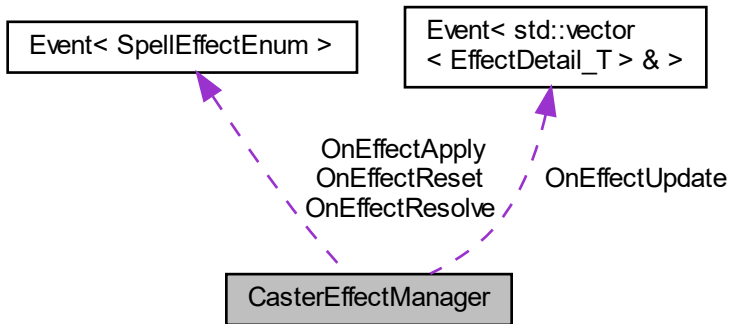 Event< SpellEffectEnum >
Event< std::vector
< EffectDetail_T > & >
OnEffectApply
OnEffectReset
OnEffectResolve
OnEffectUpdate
CasterEffectManager